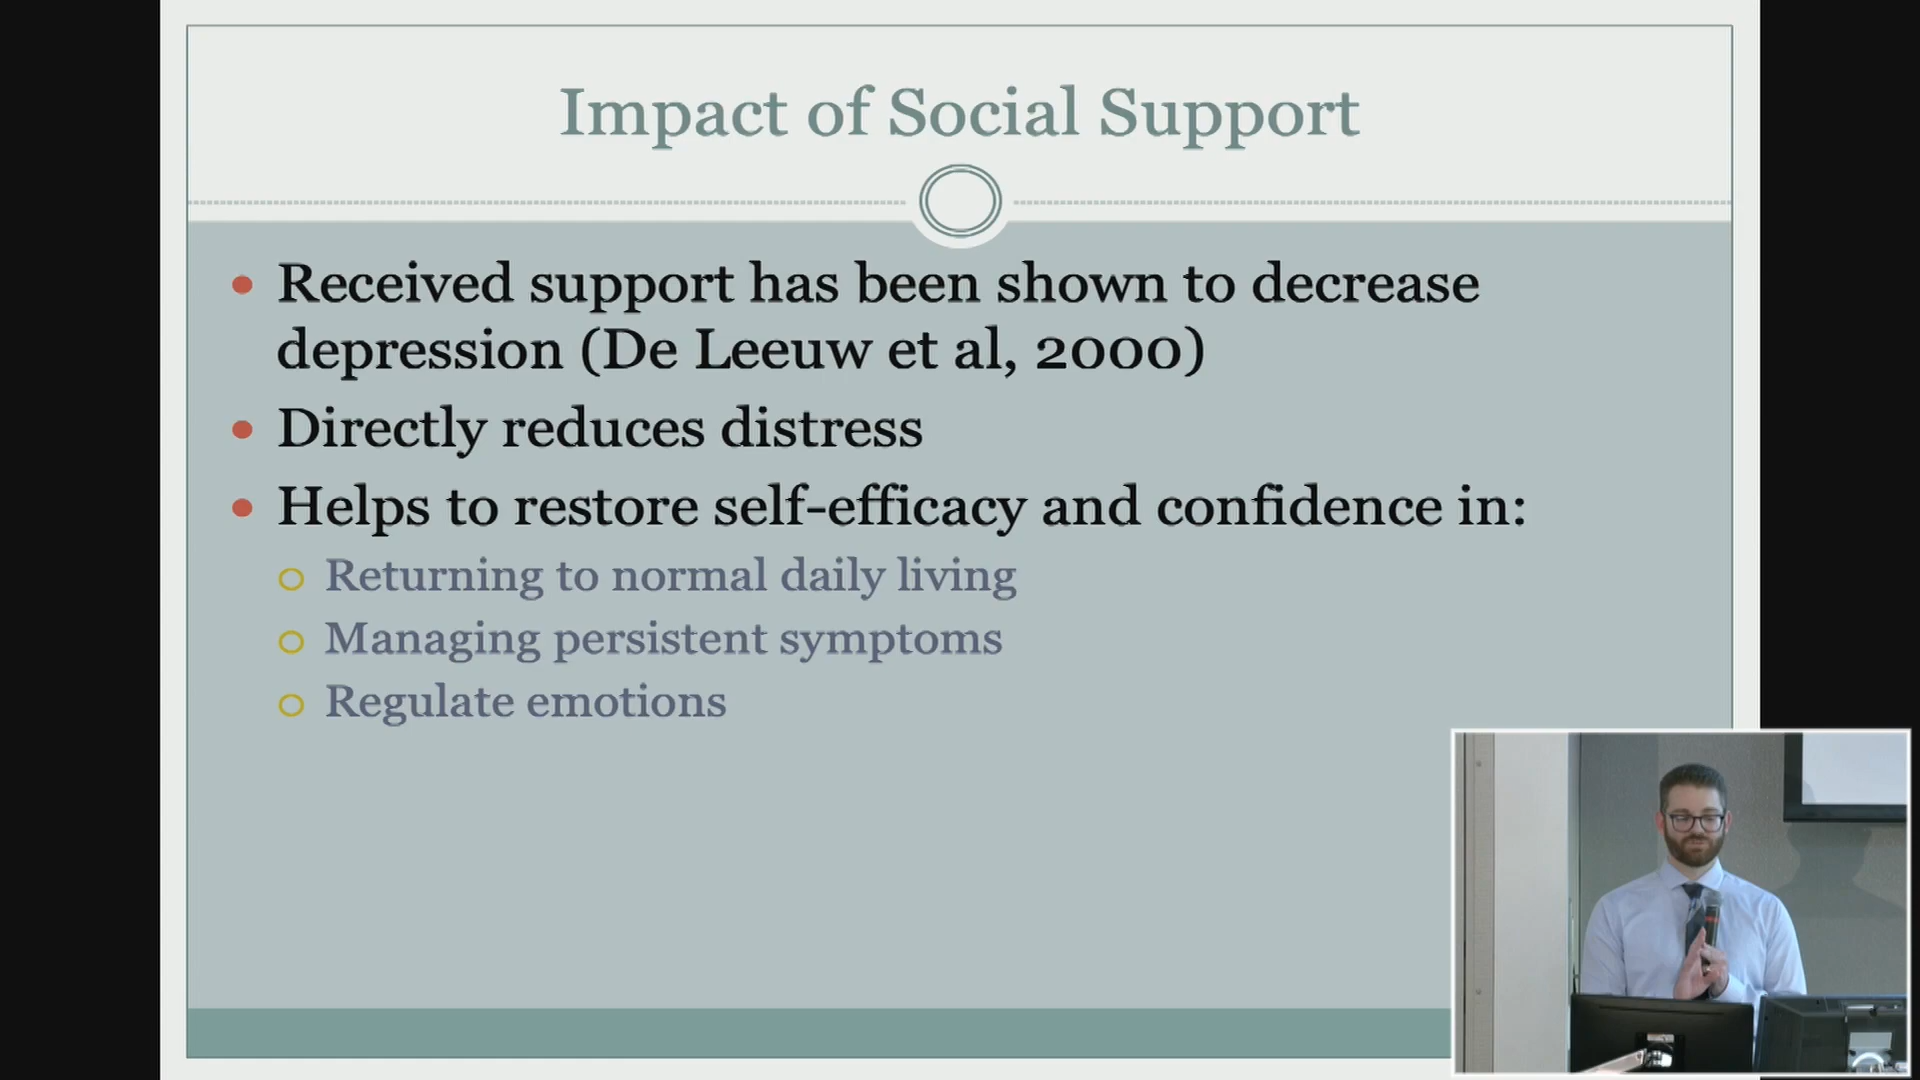 Impact of Social Support
Received support has been shown to decrease
depression (De Leeuw et al, 2000)
Directly reduces distress
Helps to restore self-efficacy and confidence in:
Returning to normal daily living
Managing persistent symptoms
Regulate emotions